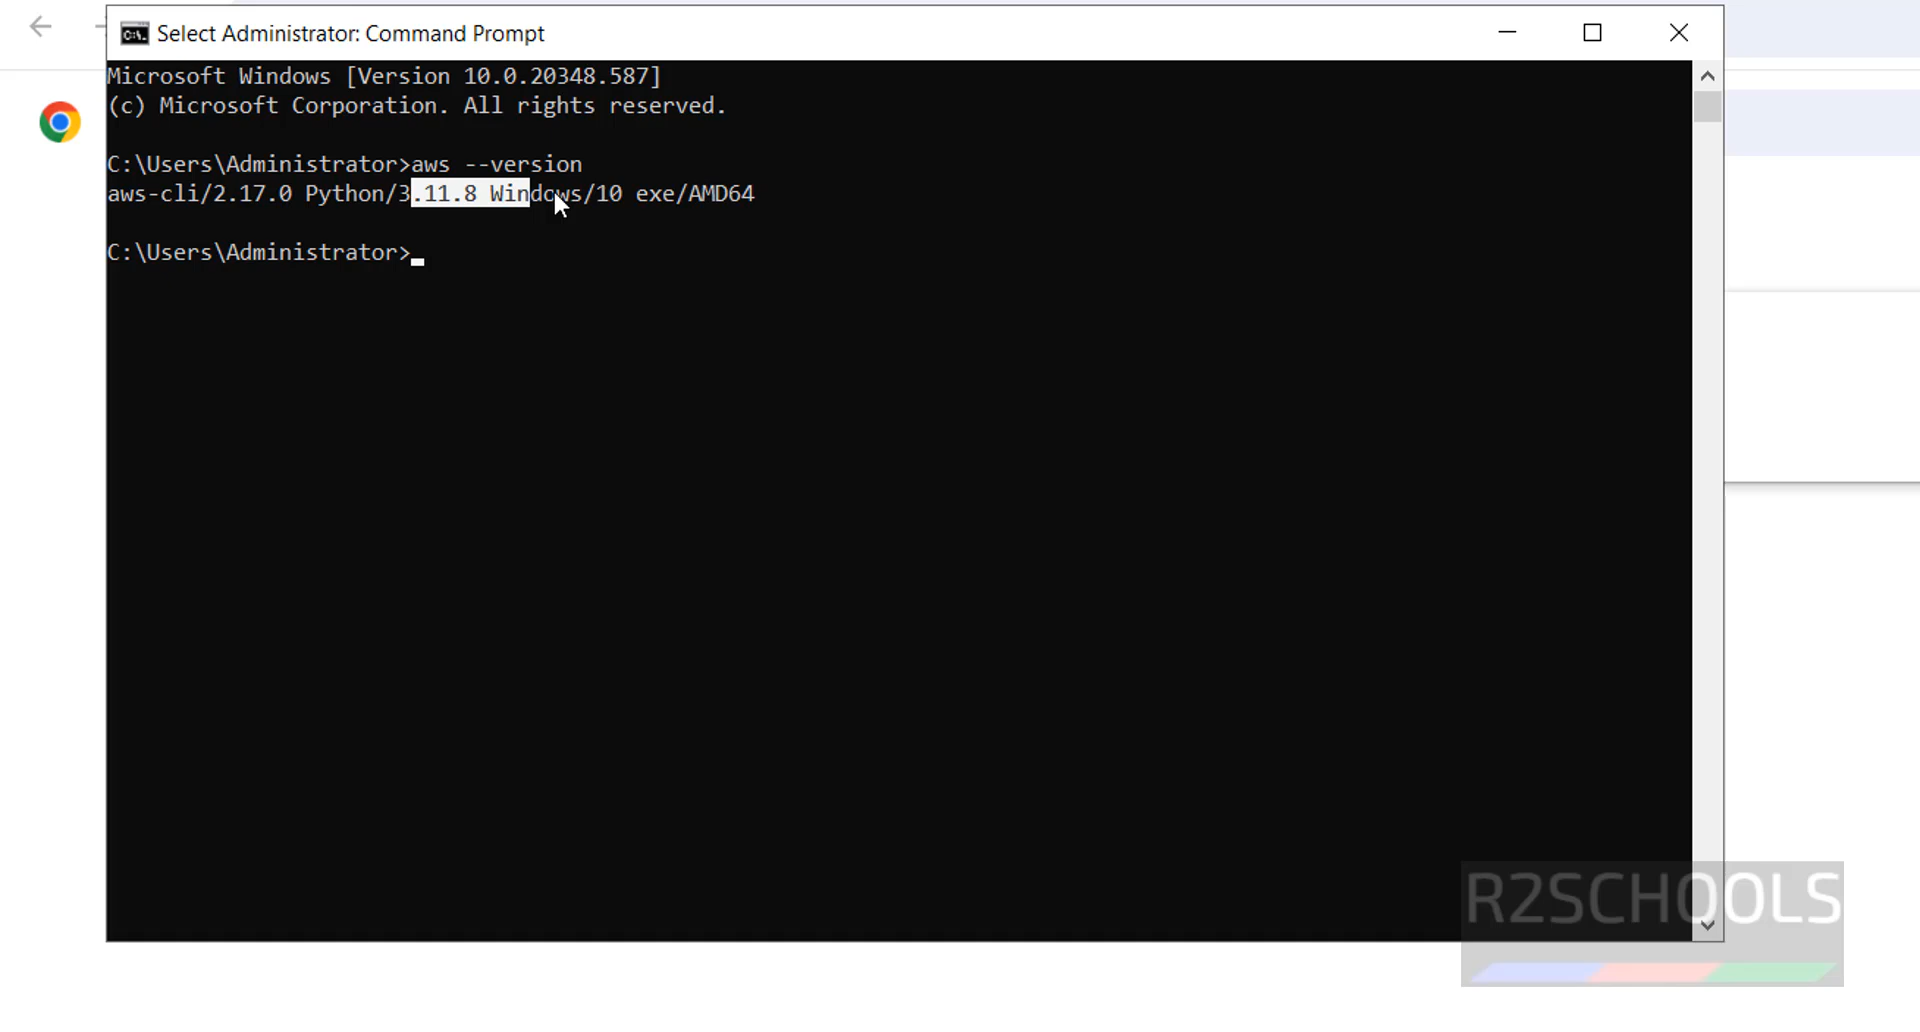 Select Administrator: Command Prompt
Microsoft Windows [Version 10.0.20348.587]
(c) Microsoft Corporation. All rights reserved.
C:\Users\Administrator>aws --version
aws-cli/2.17.0 Python/3.11.8 Windows/10 exe/AMD64
C:\Users\Administrator>
R2SCHOOLS